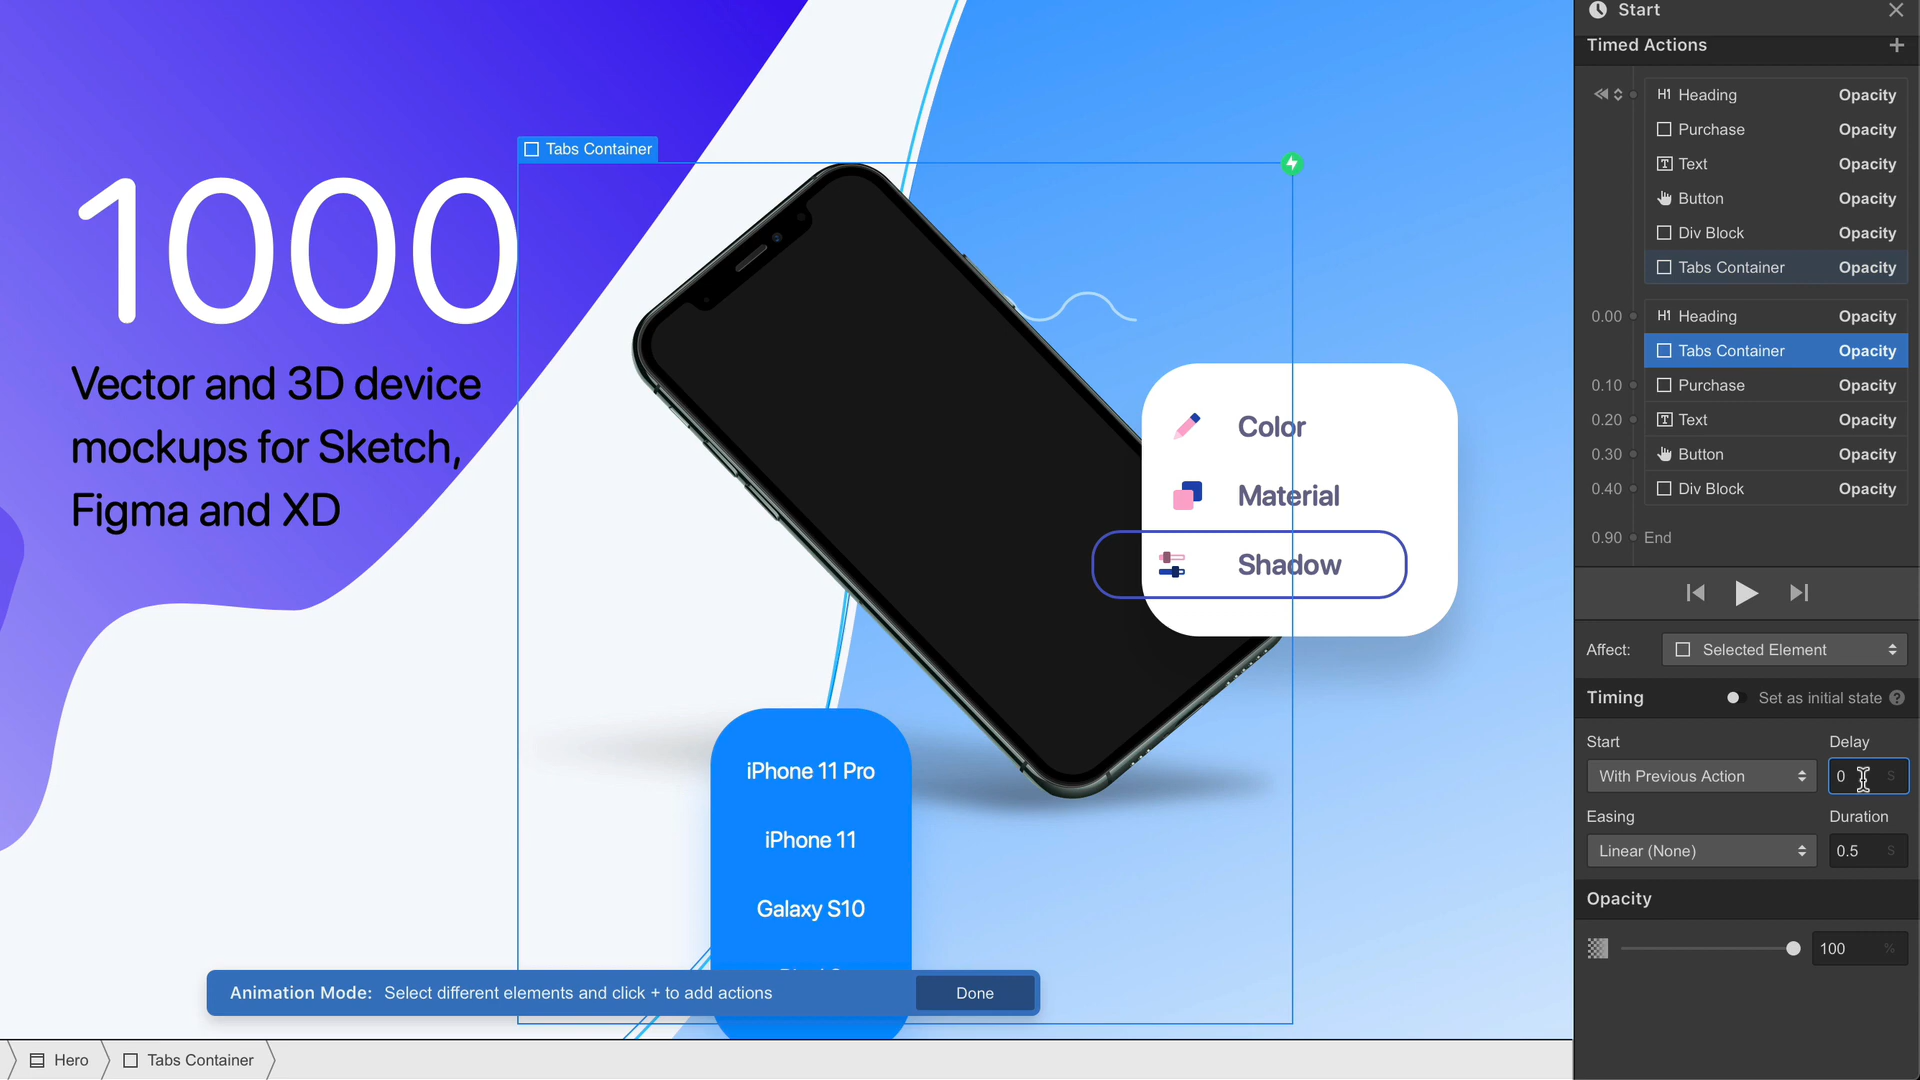 Start
Timed Actions
H1 Heading Opacity
Purchase Opacity
T Text Opacity
Button Opacity
Div Block Opacity
Tabs Container Opacity
0.00 H1 Heading Opacity
Tabs Container Opacity
0.10 Purchase Opacity
0.20 T Text Opacity
0.30 Button Opacity
0.40 Div Block Opacity
0.90 End
Affect: Selected Element
Timing Set as initial state ?
Start Delay
With Previous Action 0 S
Easing Duration
Linear (None) 0.5 S
Opacity
100 %
Tabs Container
1000
Vector and 3D device
mockups for Sketch,
Figma and XD
Color
Material
Shadow
iPhone 11 Pro
iPhone 11
Galaxy S10
Animation Mode: Select different elements and click + to add actions Done
Hero Tabs Container